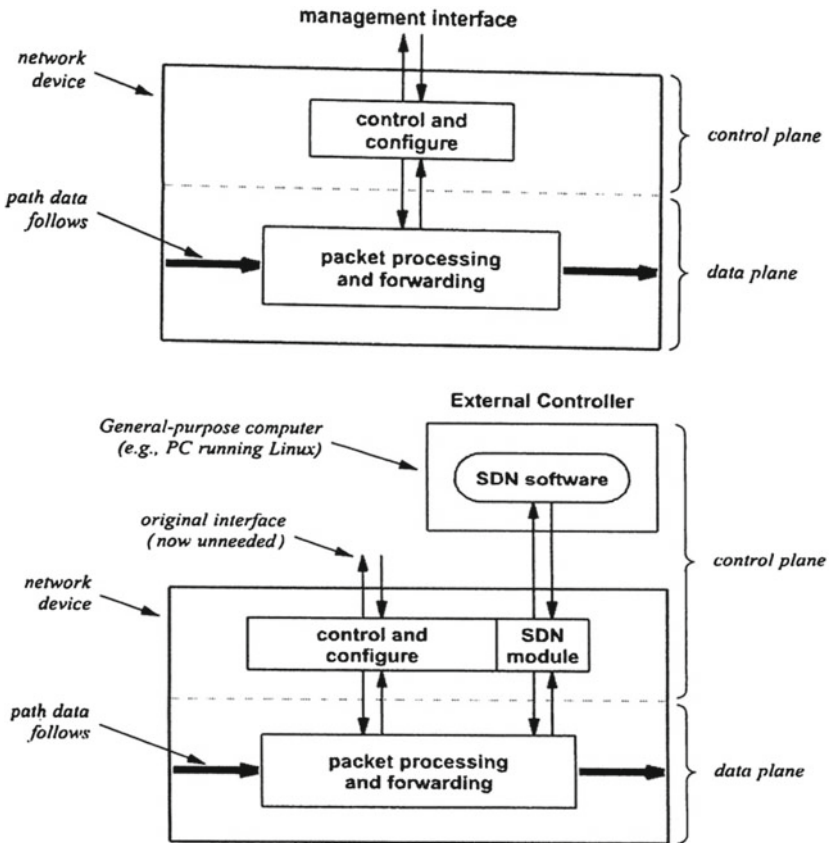 management interface
network
device
control and
configure
control plane
path data
follows
packet processing
and forwarding
data plane
External Controller
General-purpose computer
(e.g., PC running Linux)
SDN software
original interface
(now unneeded)
control plane
network
device
control and
configure
SDN
module
path data
follows
packet processing
and forwarding
data plane